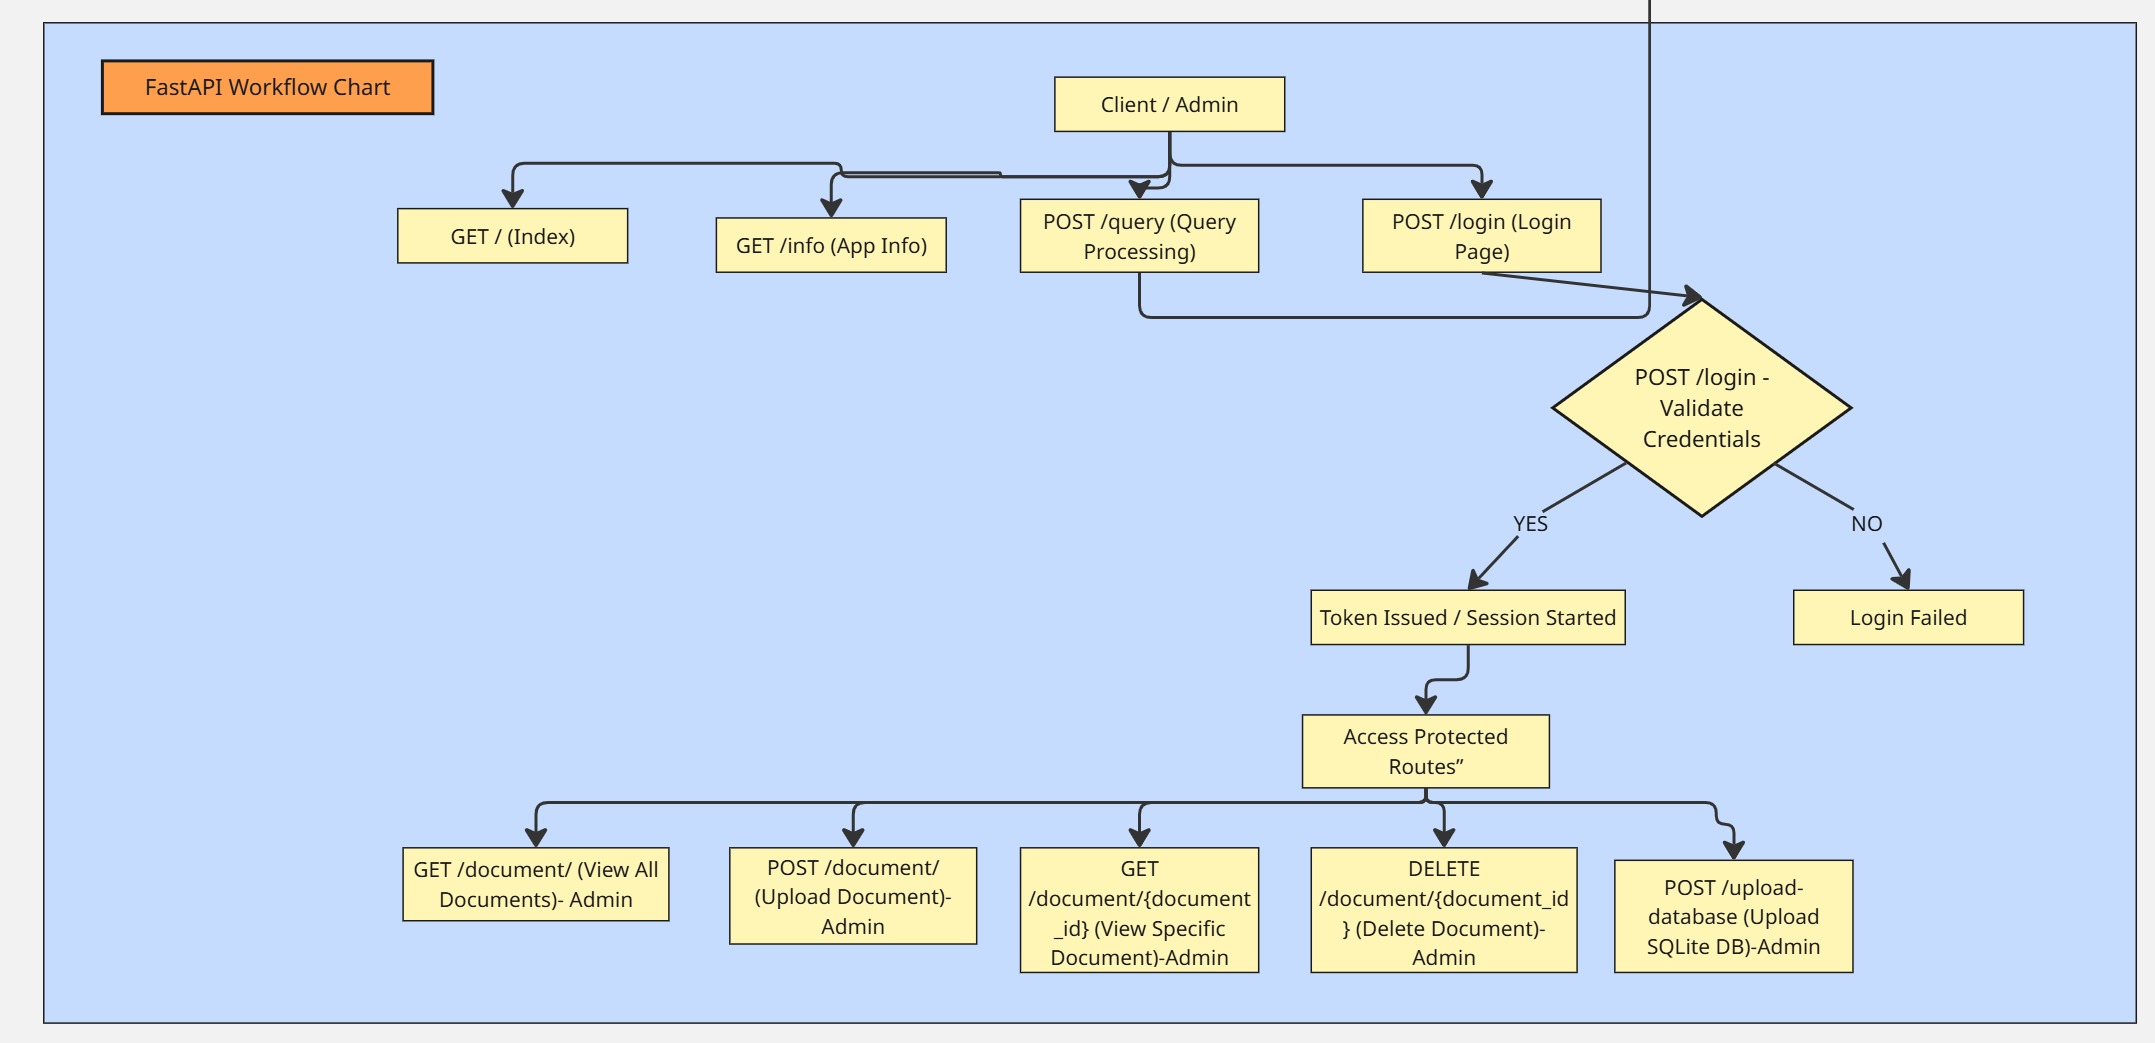 FastAPI Workflow Chart
Client / Admin
GET / (Index)
GET /info (App Info)
POST /query (Query
Processing)
POST /login (Login
Page)
POST /login -
Validate
Credentials
YES
NO
Token Issued / Session Started
Login Failed
Access Protected
Routes”
GET /document/ (View All
Documents)- Admin
POST /document/
(Upload Document)-
Admin
GET
/document/{document
_id} (View Specific
Document)-Admin
DELETE
/document/{document_id
} (Delete Document)-
Admin
POST /upload-
database (Upload
SQLite DB)-Admin